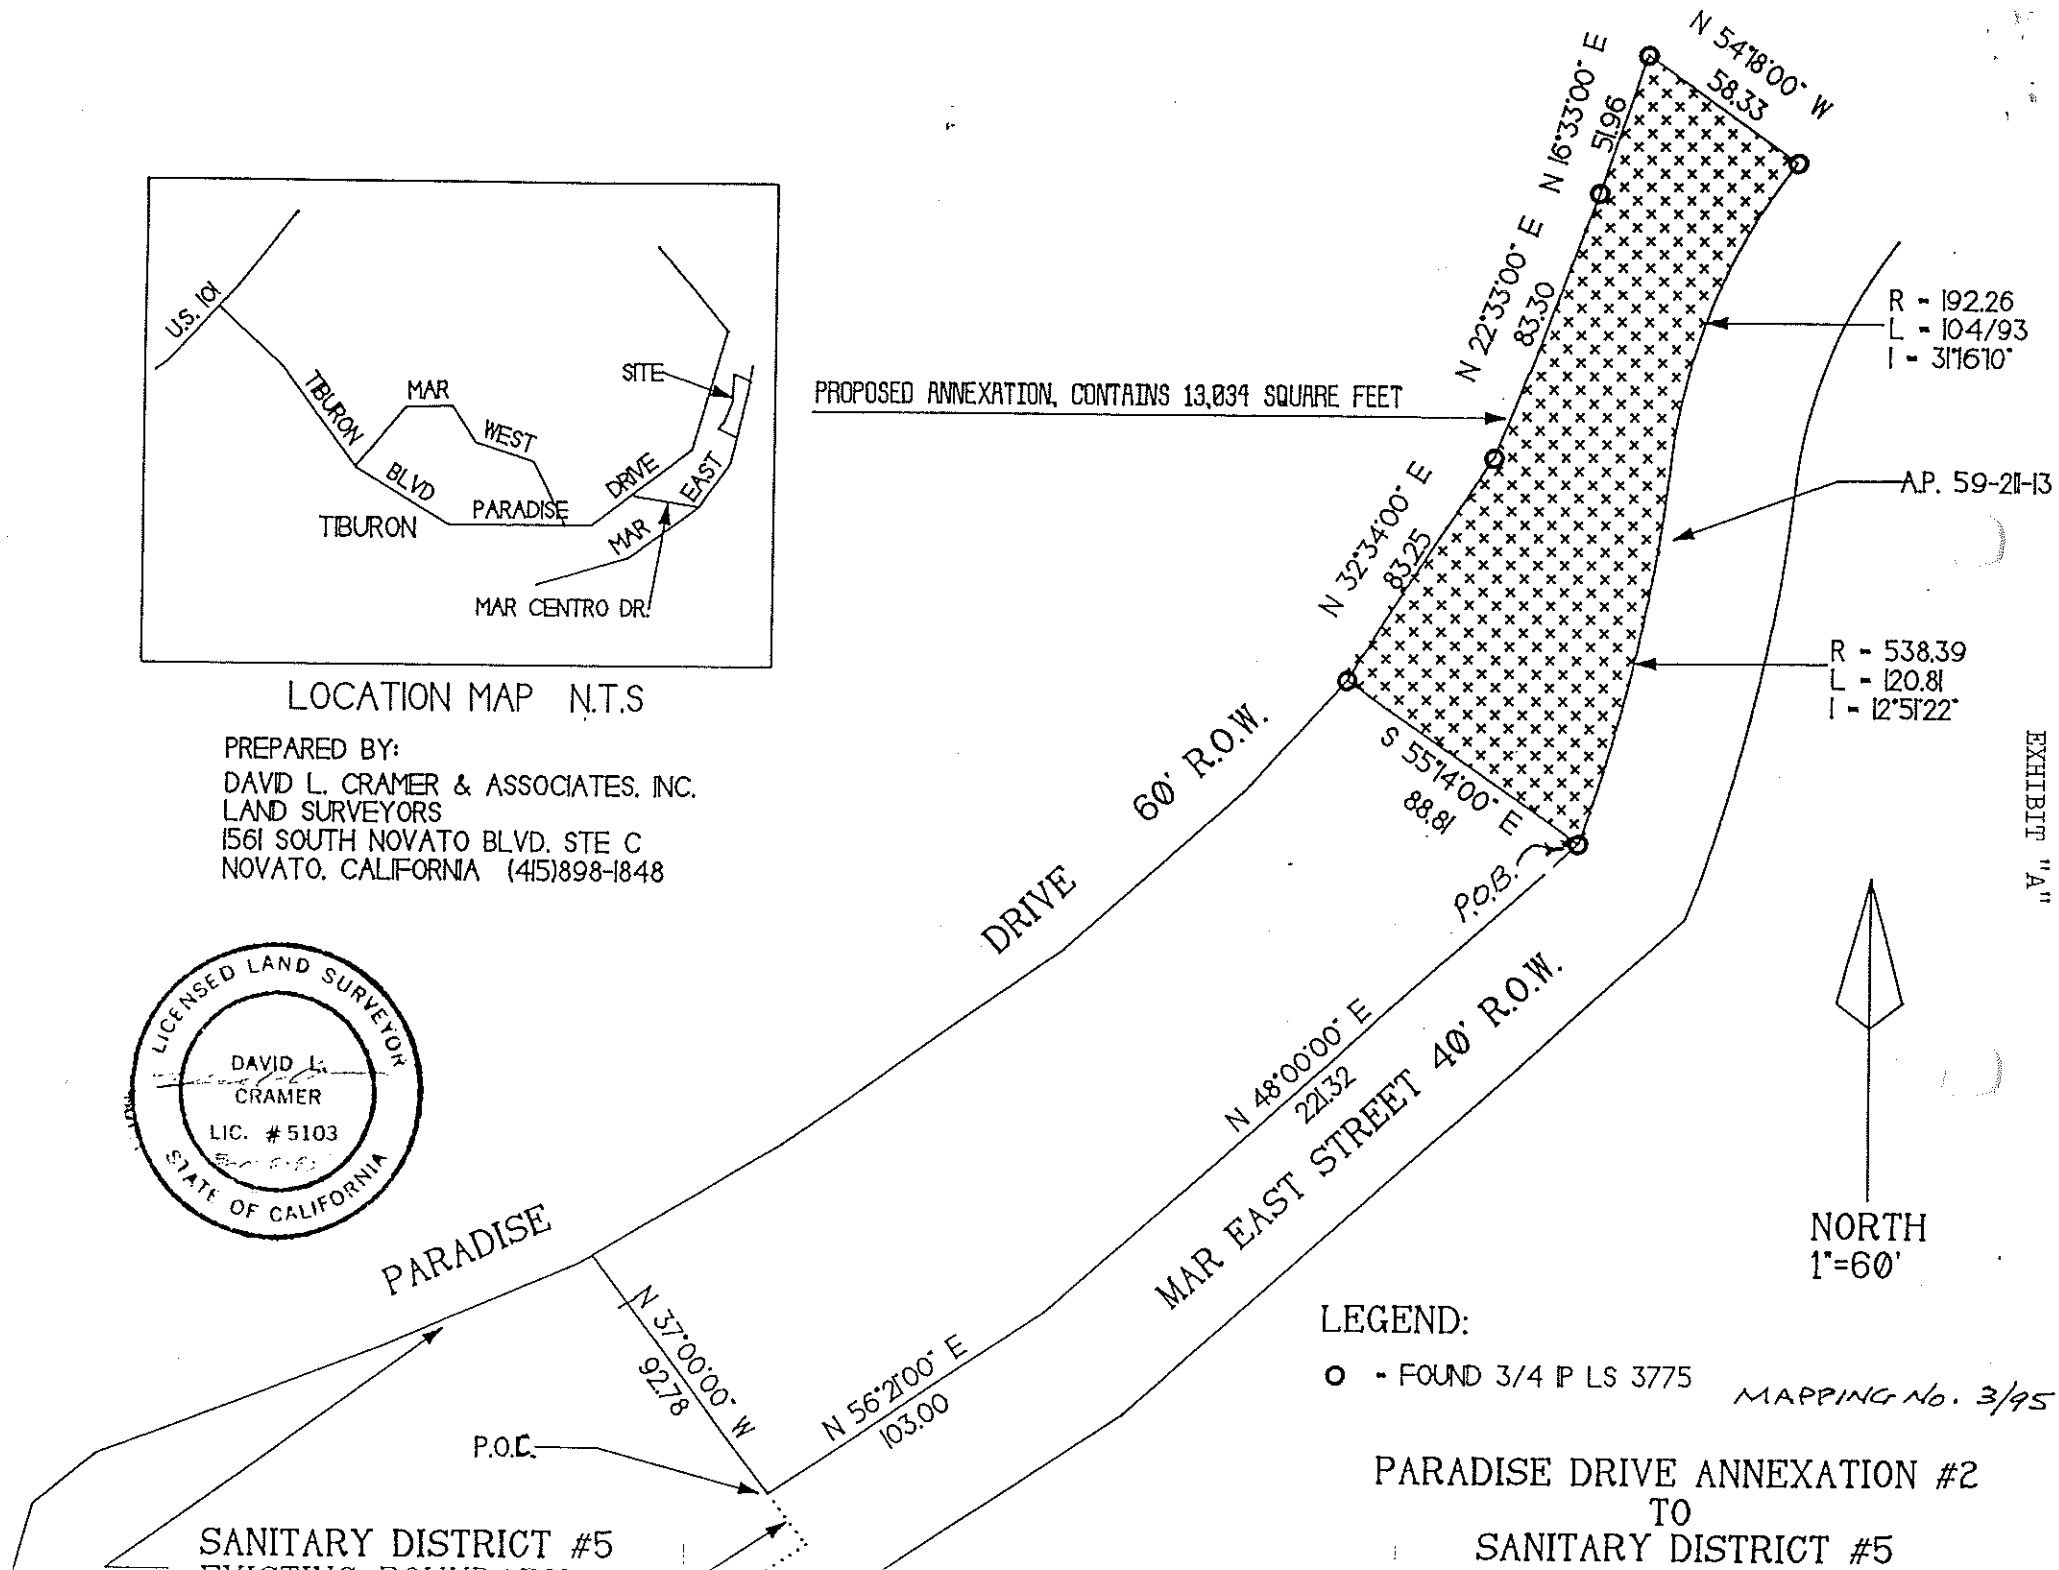 N 54°18'00" W
58.33
N 16°33'00" E
51.96
N 22°33'00" E
83.30
R - 192.26
L - 104/93
I - 31°16'10"
PROPOSED ANNEXATION, CONTAINS 13,034 SQUARE FEET
A.P. 59-211-13
N 32°34'00" E
83.25
R - 538.39
L - 120.81
I - 12°51'22"
S 55°14'00" E
88.81
P.O.B.
EXHIBIT "A"
U.S. 101
TIBURON
BLVD
MAR
WEST
SITE
PARADISE
DRIVE
MAR
EAST
TIBURON
MAR CENTRO DR.
LOCATION MAP N.T.S
PREPARED BY:
DAVID L. CRAMER & ASSOCIATES, INC.
LAND SURVEYORS
1561 SOUTH NOVATO BLVD. STE C
NOVATO, CALIFORNIA (415)898-1848
LICENSED LAND SURVEYOR
DAVID L.
CRAMER
LIC. # 5103
STATE OF CALIFORNIA
PARADISE
DRIVE
60' R.O.W.
MAR EAST STREET 40' R.O.W.
N 48°00'00" E
221.32
N 56°21'00" E
103.00
N 37°00'00" W
92.78
P.O.C.
NORTH
1"=60'
LEGEND:
O - FOUND 3/4 IP LS 3775
MAPPING No. 3/95
PARADISE DRIVE ANNEXATION #2
TO
SANITARY DISTRICT #5
SANITARY DISTRICT #5
EXISTING BOUNDARY